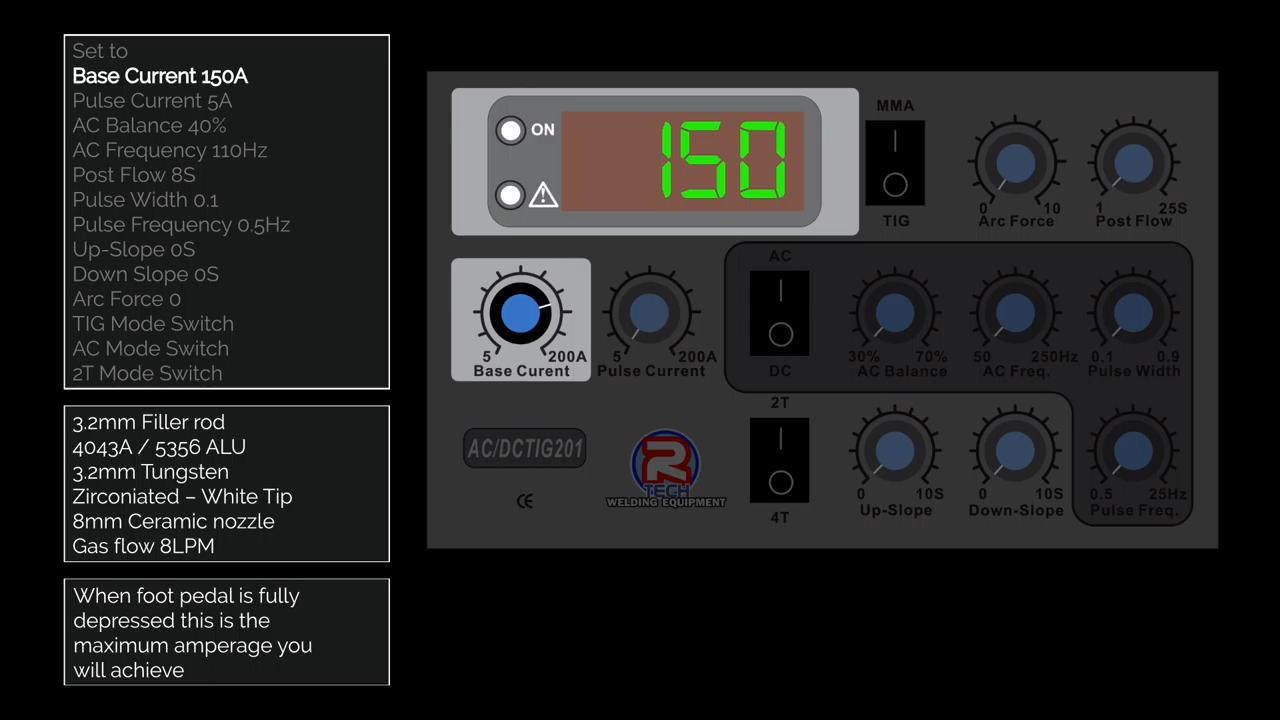 Set to
Base Current 150A
Pulse Current 5A
AC Balance 40%
AC Frequency 110Hz
Post Flow 8S
Pulse Width 0.1
Pulse Frequency 0.5Hz
Up-Slope 0S
Down Slope 0S
Arc Force 0
TIG Mode Switch
AC Mode Switch
2T Mode Switch
3.2mm Filler rod
4043A / 5356 ALU
3.2mm Tungsten
Zirconiated – White Tip
8mm Ceramic nozzle
Gas flow 8LPM
When foot pedal is fully
depressed this is the
maximum amperage you
will achieve
ON
150
MMA
TIG
0 10
Arc Force
1 25S
Post Flow
5 200A
Base Curent
5 200A
Pulse Current
AC
DC
30% 70%
AC Balance
50 250Hz
AC Freq.
0.1 0.9
Pulse Width
AC/DCTIG201
CE
R
TECH
WELDING EQUIPMENT
2T
4T
0 10S
Up-Slope
0 10S
Down-Slope
0.5 25Hz
Pulse Freq.